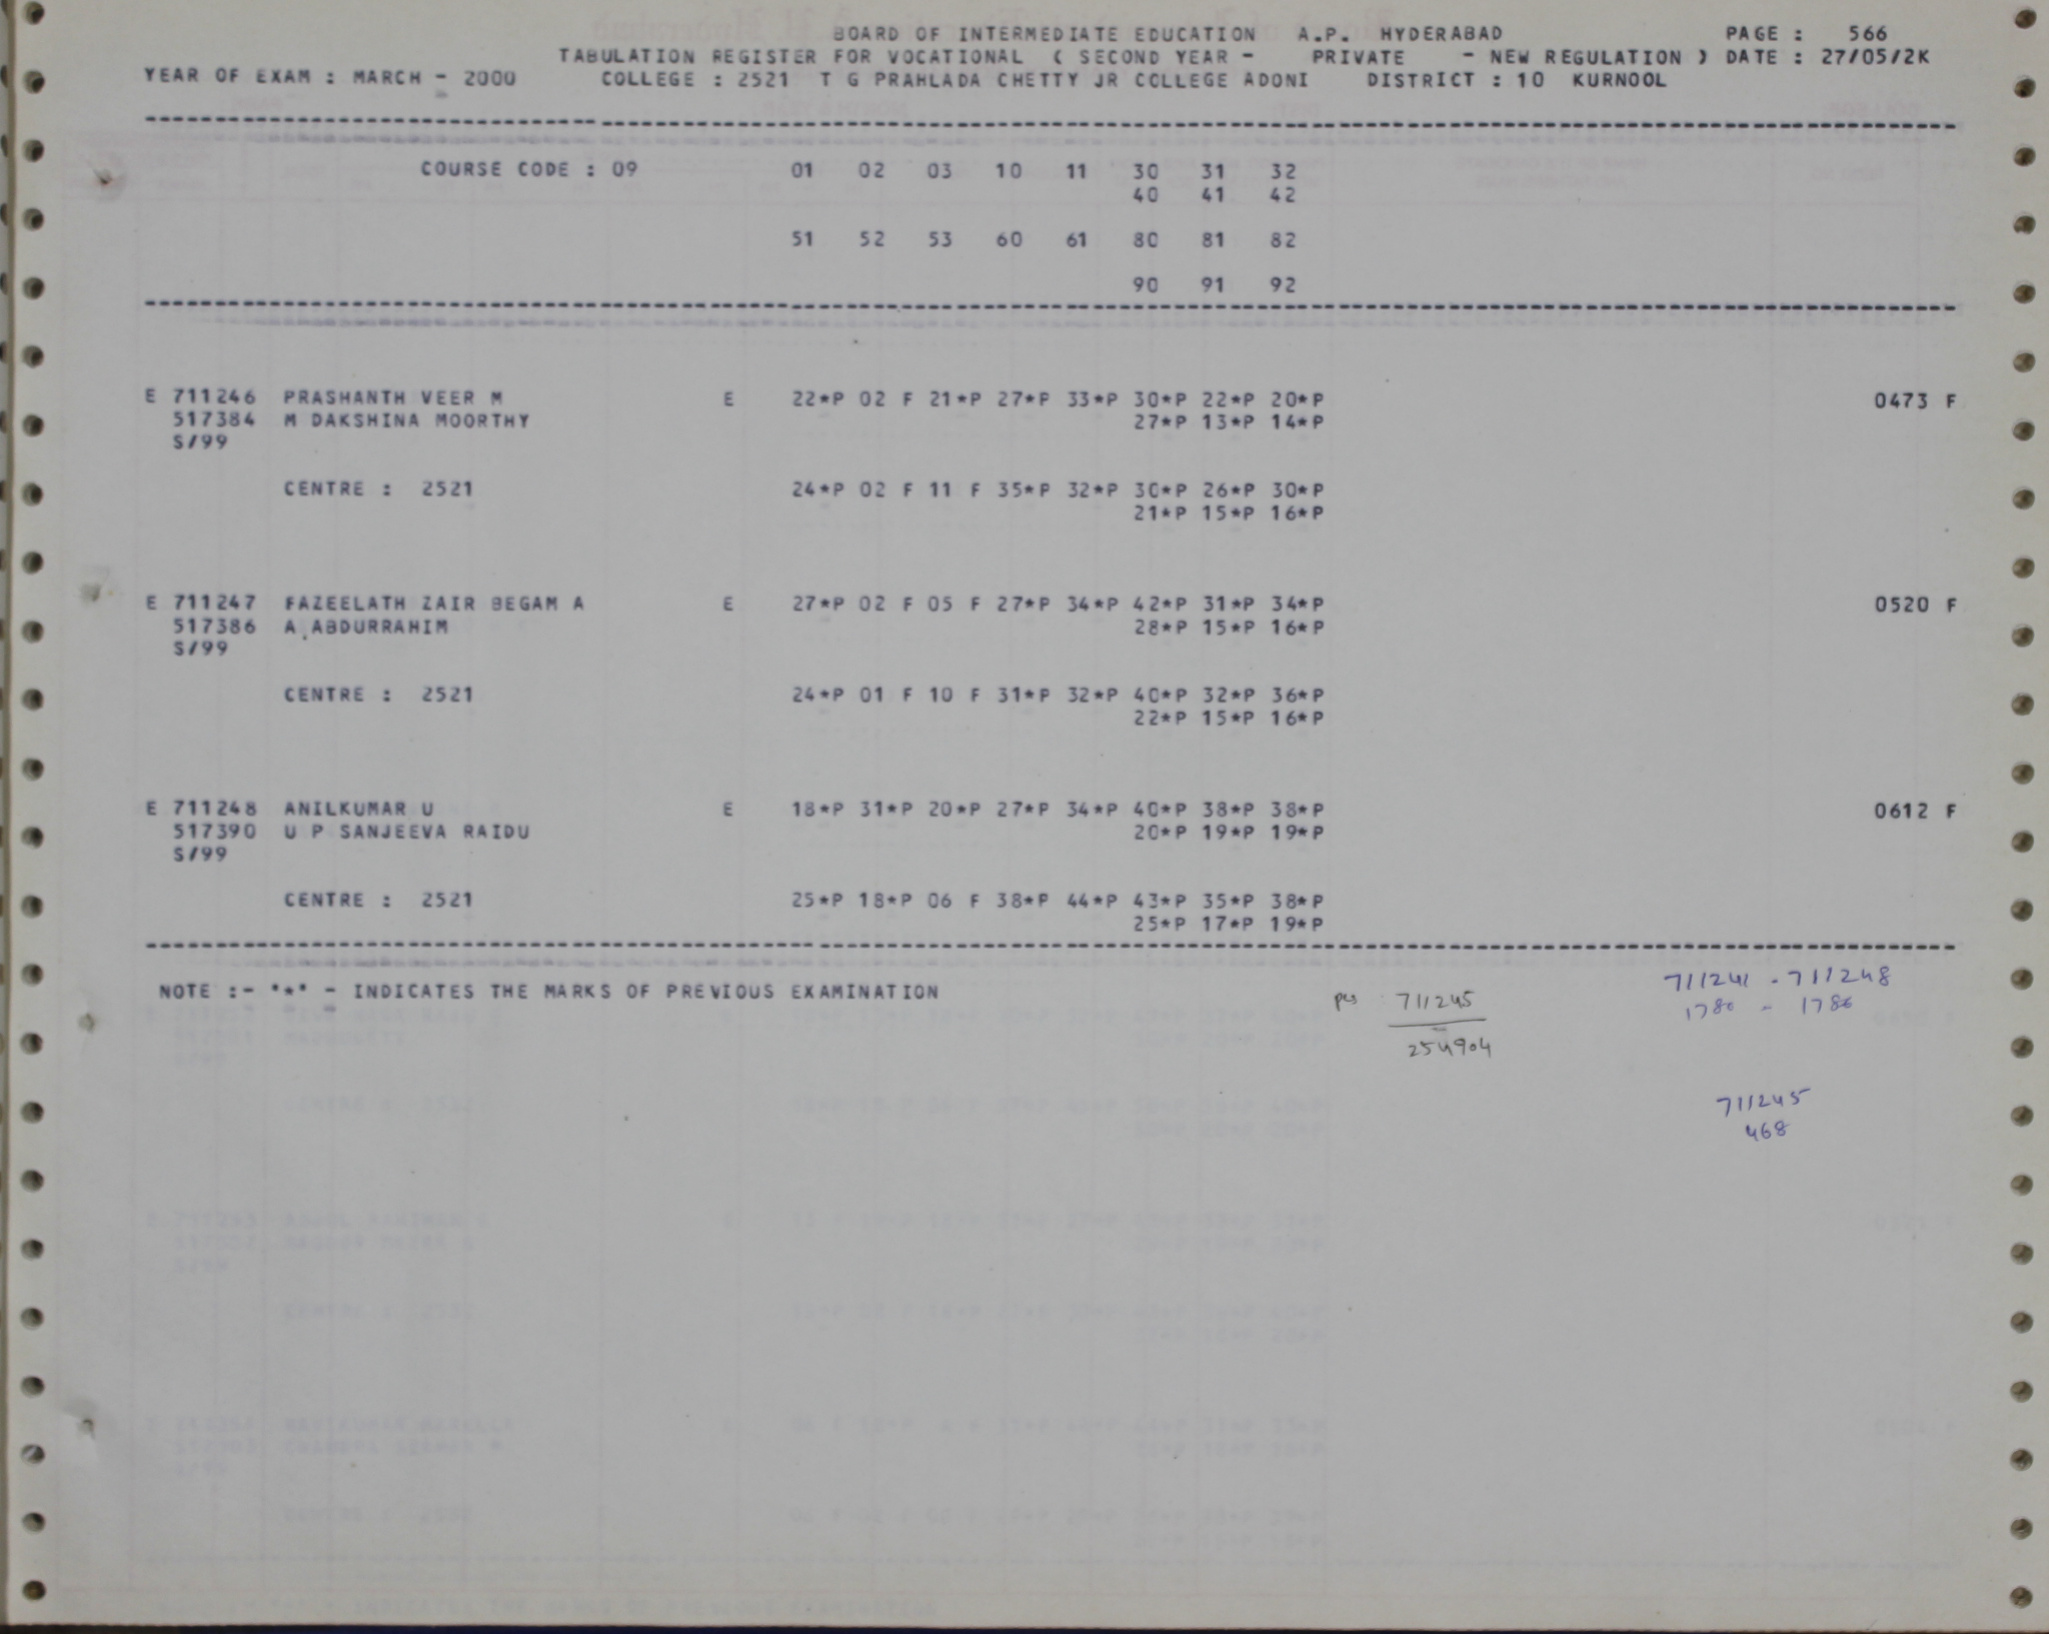 BOARD OF INTERMEDIATE EDUCATION A.P. HYDERABAD PAGE : 566
TABULATION REGISTER FOR VOCATIONAL ( SECOND YEAR - PRIVATE - NEW REGULATION ) DATE : 27/05/2K
YEAR OF EXAM : MARCH - 2000 COLLEGE : 2521 T G PRAHLADA CHETTY JR COLLEGE ADONI DISTRICT : 10 KURNOOL
COURSE CODE : 09 01 02 03 10 11 30 31 32
40 41 42
51 52 53 60 61 80 81 82
90 91 92
E 711246 PRASHANTH VEER M E 22*P 02 F 21*P 27*P 33*P 30*P 22*P 20*P 0473 F
517384 M DAKSHINA MOORTHY 27*P 13*P 14*P
S/99
CENTRE : 2521 24*P 02 F 11 F 35*P 32*P 30*P 26*P 30*P
21*P 15*P 16*P
E 711247 FAZEELATH ZAIR BEGAM A E 27*P 02 F 05 F 27*P 34*P 42*P 31*P 34*P 0520 F
517386 A ABDURRAHIM 28*P 15*P 16*P
S/99
CENTRE : 2521 24*P 01 F 10 F 31*P 32*P 40*P 32*P 36*P
22*P 15*P 16*P
E 711248 ANILKUMAR U E 18*P 31*P 20*P 27*P 34*P 40*P 38*P 38*P 0612 F
517390 U P SANJEEVA RAIDU 20*P 19*P 19*P
S/99
CENTRE : 2521 25*P 18*P 06 F 38*P 44*P 43*P 35*P 38*P
25*P 17*P 19*P
NOTE :- '*' - INDICATES THE MARKS OF PREVIOUS EXAMINATION
711241 - 711248
1780 - 1786
711245
254904
711245
468